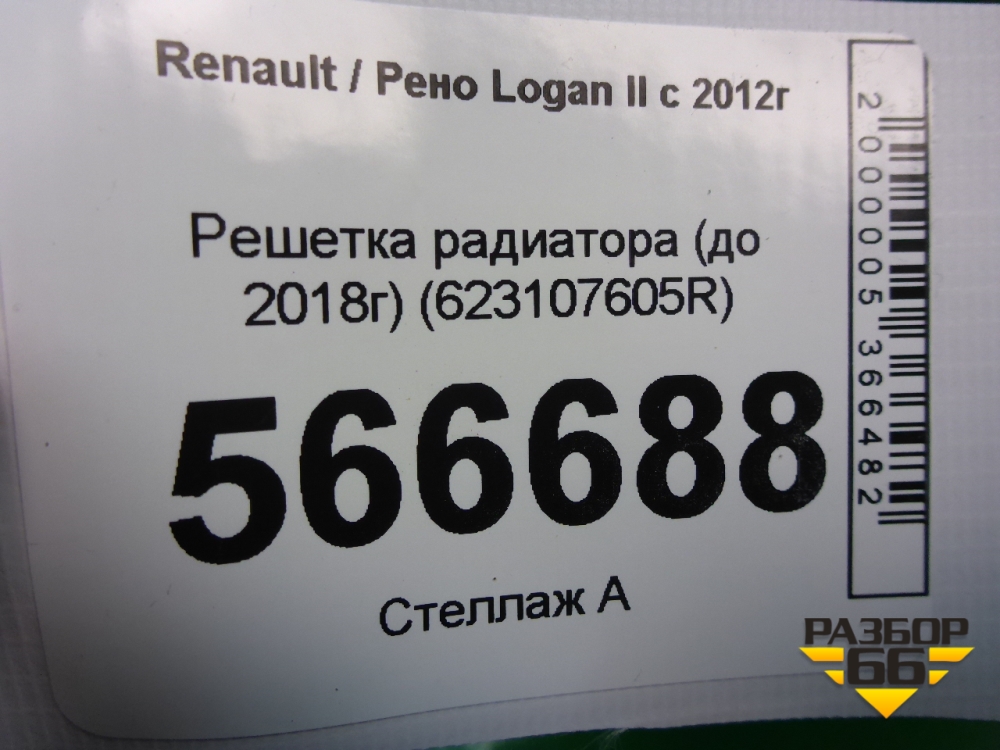 Renault / Рено Logan II с 2012г
Решетка радиатора (до
2018г) (623107605R)
566688
Стеллаж А
2000005366482
РАЗБОР
66